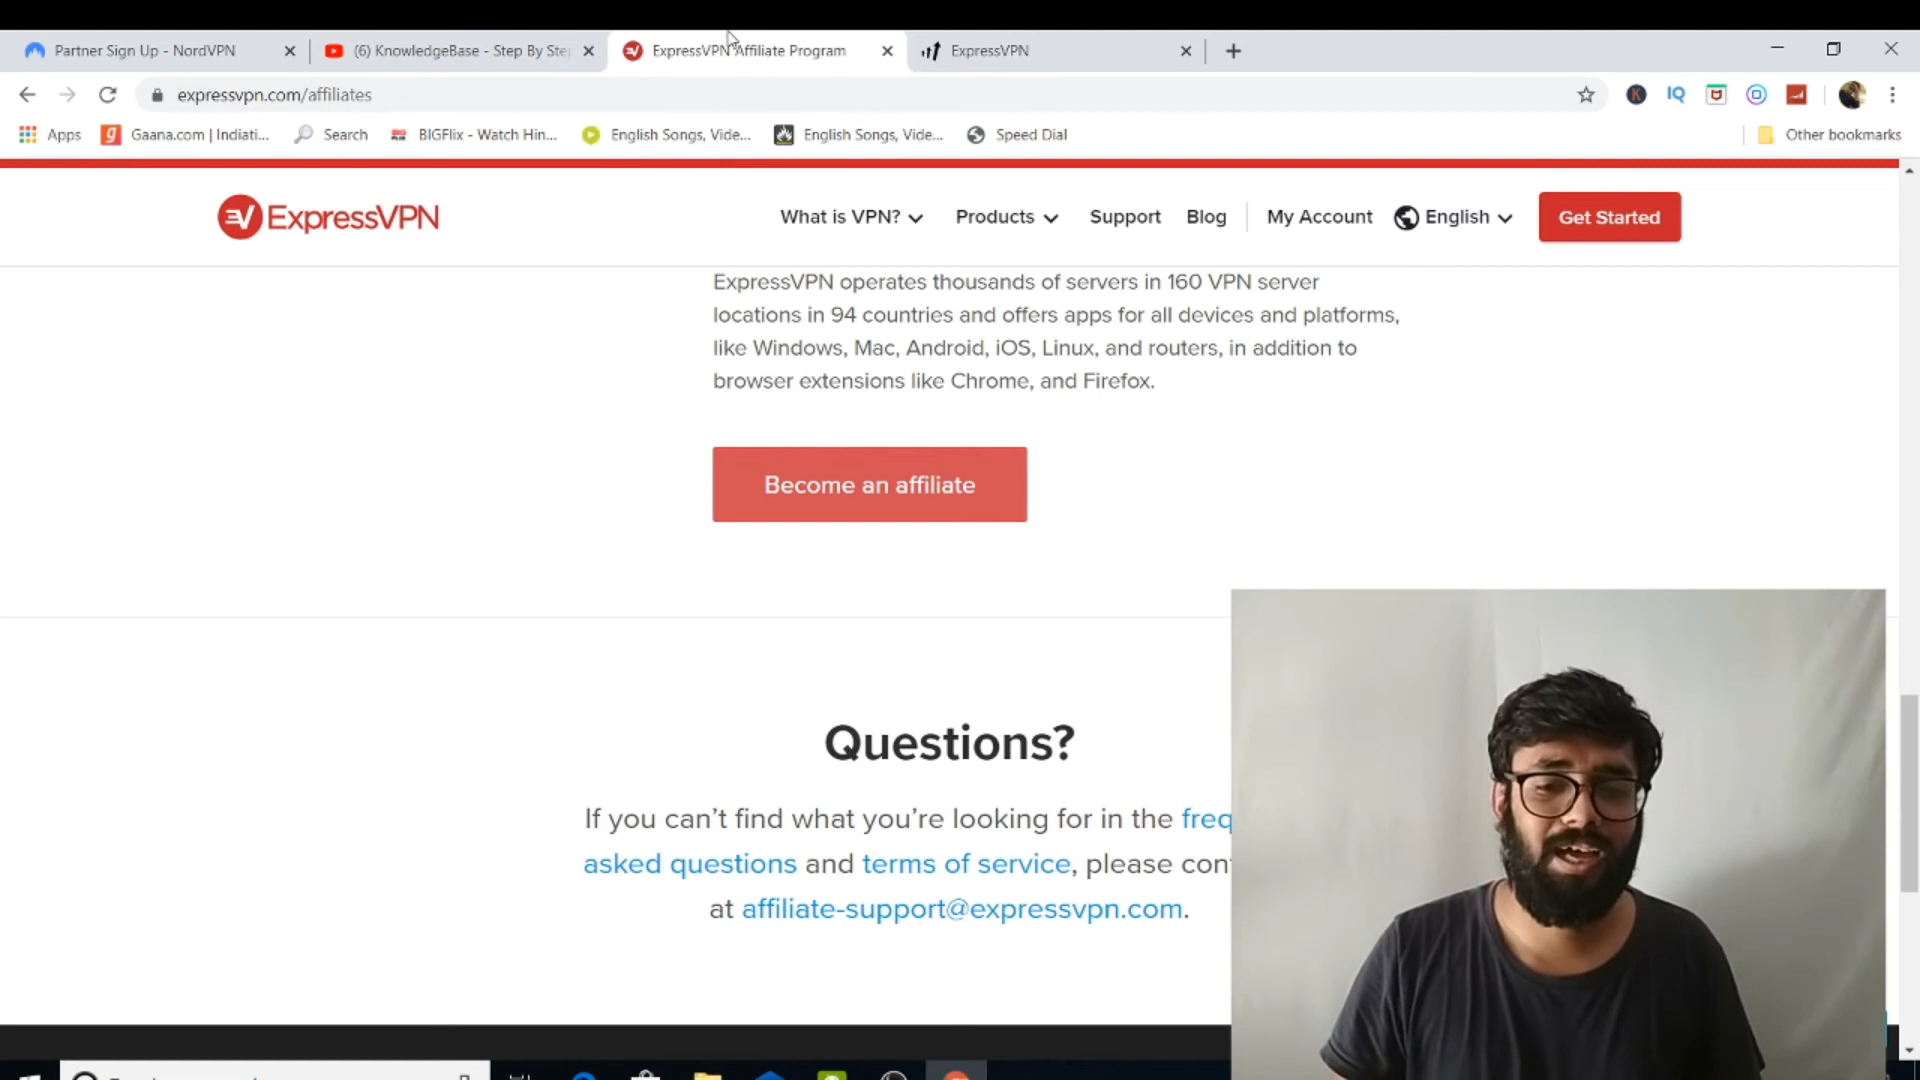 Partner Sign Up - NordVPN
(6) KnowledgeBase - Step By Ste
ExpressVPN Affiliate Program
ExpressVPN
expressvpn.com/affiliates
IQ
Apps
Gaana.com | Indiati...
Search
BIGFlix - Watch Hin...
English Songs, Vide...
English Songs, Vide...
Speed Dial
Other bookmarks
ExpressVPN
What is VPN?
Products
Support
Blog
My Account
English
Get Started
ExpressVPN operates thousands of servers in 160 VPN server
locations in 94 countries and offers apps for all devices and platforms,
like Windows, Mac, Android, iOS, Linux, and routers, in addition to
browser extensions like Chrome, and Firefox.
Become an affiliate
Questions?
If you can't find what you're looking for in the freq
asked questions and terms of service, please con
at affiliate-support@expressvpn.com.